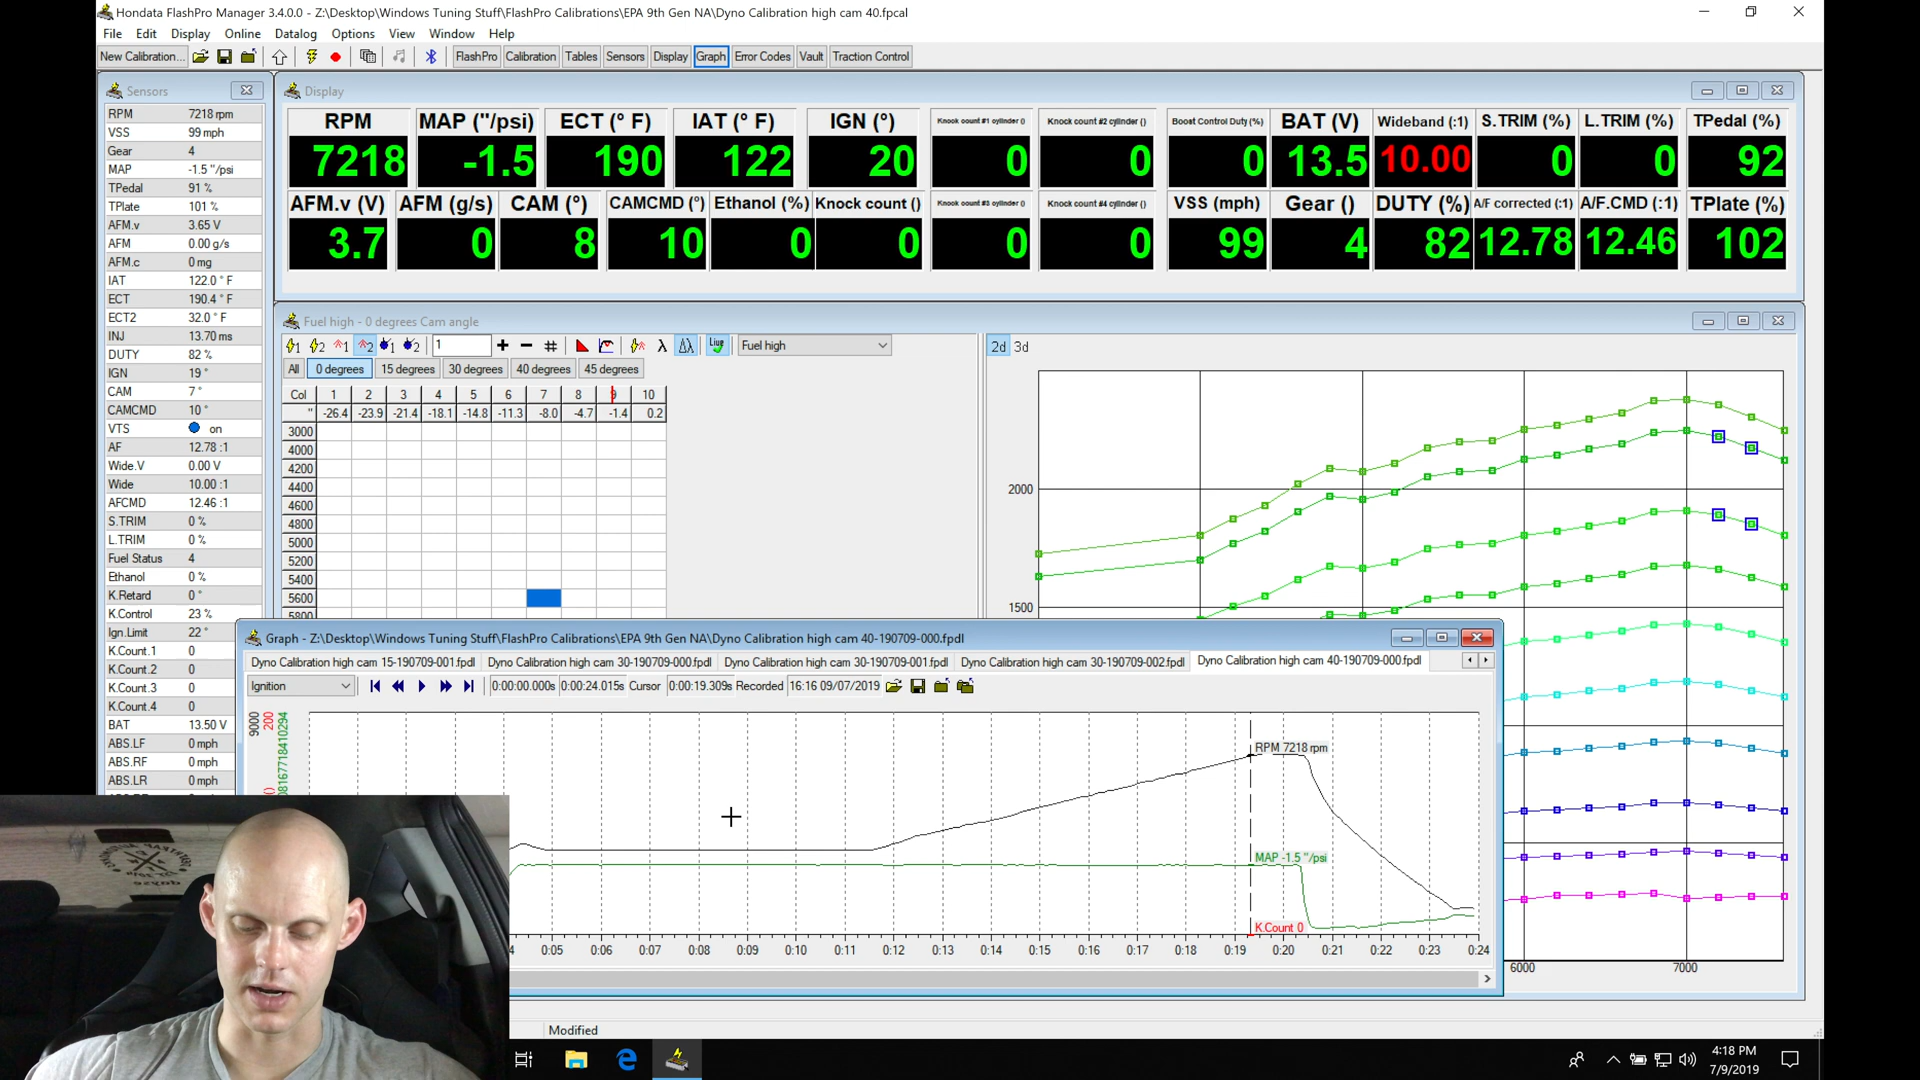 Hondata FlashPro Manager 3.4.0.0 - Z:\Desktop\Windows Tuning Stuff\FlashPro Calibrations\EPA 9th Gen NA\Dyno Calibration high cam 40.fpcal
File Edit Display Online Datalog Options View Window Help
New Calibration... FlashPro Calibration Tables Sensors Display Graph Error Codes Vault Traction Control
Sensors
RPM 7218 rpm
VSS 99 mph
Gear 4
MAP -1.5 "/psi
TPedal 91 %
TPlate 101 %
AFM.v 3.65 V
AFM 0.00 g/s
AFM.c 0 mg
IAT 122.0 ° F
ECT 190.4 ° F
ECT2 32.0 ° F
INJ 13.70 ms
DUTY 82 %
IGN 19 °
CAM 7 °
CAMCMD 10 °
VTS on
AF 12.78 :1
Wide.V 0.00 V
Wide 10.00 :1
AFCMD 12.46 :1
S.TRIM 0 %
L.TRIM 0 %
Fuel Status 4
Ethanol 0 %
K.Retard 0 °
K.Control 23 %
Ign.Limit 22 °
K.Count.1 0
K.Count.2 0
K.Count.3 0
K.Count.4 0
BAT 13.50 V
ABS.LF 0 mph
ABS.RF 0 mph
ABS.LR 0 mph
Display
RPM MAP ("/psi) ECT (° F) IAT (° F) IGN (°) Knock count #1 cylinder () Knock count #2 cylinder () Boost Control Duty (%) BAT (V) Wideband (:1) S.TRIM (%) L.TRIM (%) TPedal (%)
7218 -1.5 190 122 20 0 0 0 13.5 10.00 0 0 92
AFM.v (V) AFM (g/s) CAM (°) CAMCMD (°) Ethanol (%) Knock count () Knock count #3 cylinder () Knock count #4 cylinder () VSS (mph) Gear () DUTY (%) A/F corrected (:1) A/F.CMD (:1) TPlate (%)
3.7 0 8 10 0 0 0 0 99 4 82 12.78 12.46 102
Fuel high - 0 degrees Cam angle
1 + - # λ Live Fuel high
All 0 degrees 15 degrees 30 degrees 40 degrees 45 degrees
Col 1 2 3 4 5 6 7 8 9 10
" -26.4 -23.9 -21.4 -18.1 -14.8 -11.3 -8.0 -4.7 -1.4 0.2
3000
4000
4200
4400
4600
4800
5000
5200
5400
5600
5800
2d 3d
2000
1500
6000 7000
Graph - Z:\Desktop\Windows Tuning Stuff\FlashPro Calibrations\EPA 9th Gen NA\Dyno Calibration high cam 40-190709-000.fpdl
Dyno Calibration high cam 15-190709-001.fpdl Dyno Calibration high cam 30-190709-000.fpdl Dyno Calibration high cam 30-190709-001.fpdl Dyno Calibration high cam 30-190709-002.fpdl Dyno Calibration high cam 40-190709-000.fpdl
Ignition 0:00:00.000s 0:00:24.015s Cursor 0:00:19.309s Recorded 16:16 09/07/2019
9000
200
RPM 7218 rpm
MAP -1.5 "/psi
K.Count 0
0:05 0:06 0:07 0:08 0:09 0:10 0:11 0:12 0:13 0:14 0:15 0:16 0:17 0:18 0:19 0:20 0:21 0:22 0:23 0:24
Modified
4:18 PM
7/9/2019